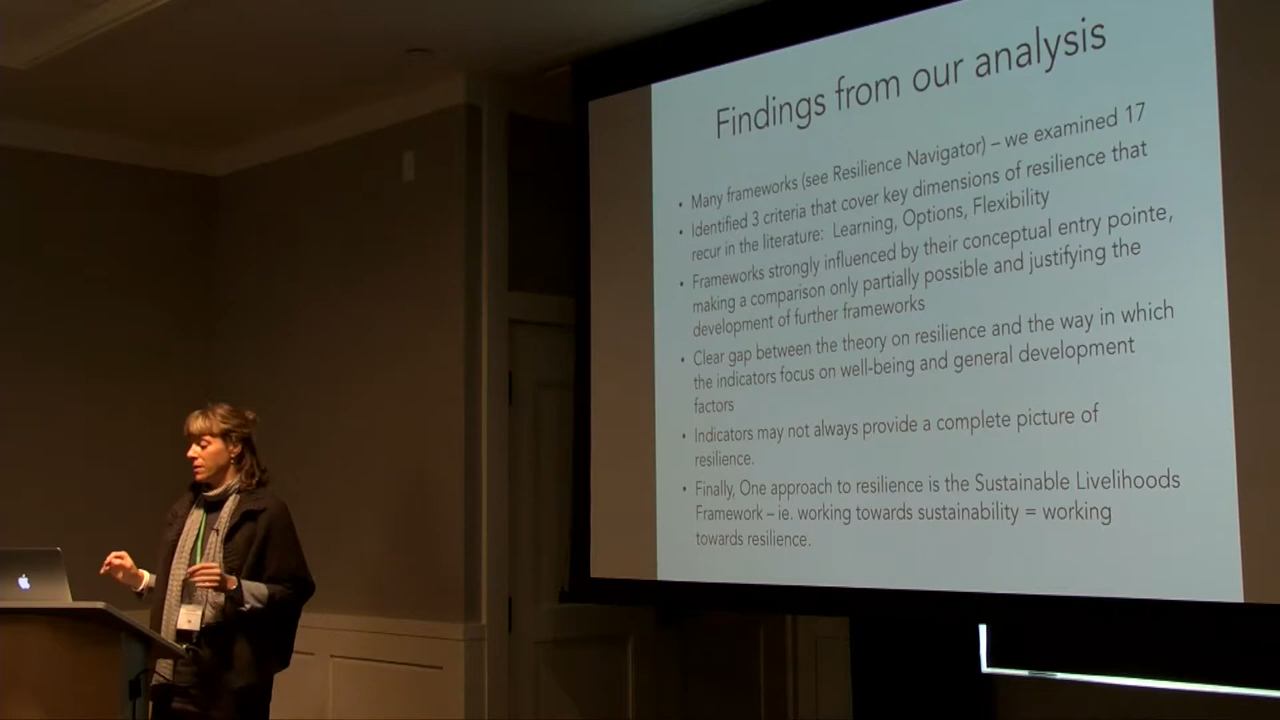 Findings from our analysis
• Many frameworks (see Resilience Navigator) – we examined 17
• Identified 3 criteria that cover key dimensions of resilience that
recur in the literature: Learning, Options, Flexibility
• Frameworks strongly influenced by their conceptual entry pointe,
making a comparison only partially possible and justifying the
development of further frameworks
• Clear gap between the theory on resilience and the way in which
the indicators focus on well-being and general development
factors
• Indicators may not always provide a complete picture of
resilience.
• Finally, One approach to resilience is the Sustainable Livelihoods
Framework – ie. working towards sustainability = working
towards resilience.